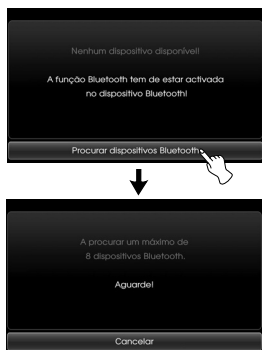 Nenhum dispositivo disponível!
A função Bluetooth tem de estar activada
no dispositivo Bluetooth!
Procurar dispositivos Bluetooth
A procurar um máximo de
8 dispositivos Bluetooth.
Aguarde!
Cancelar